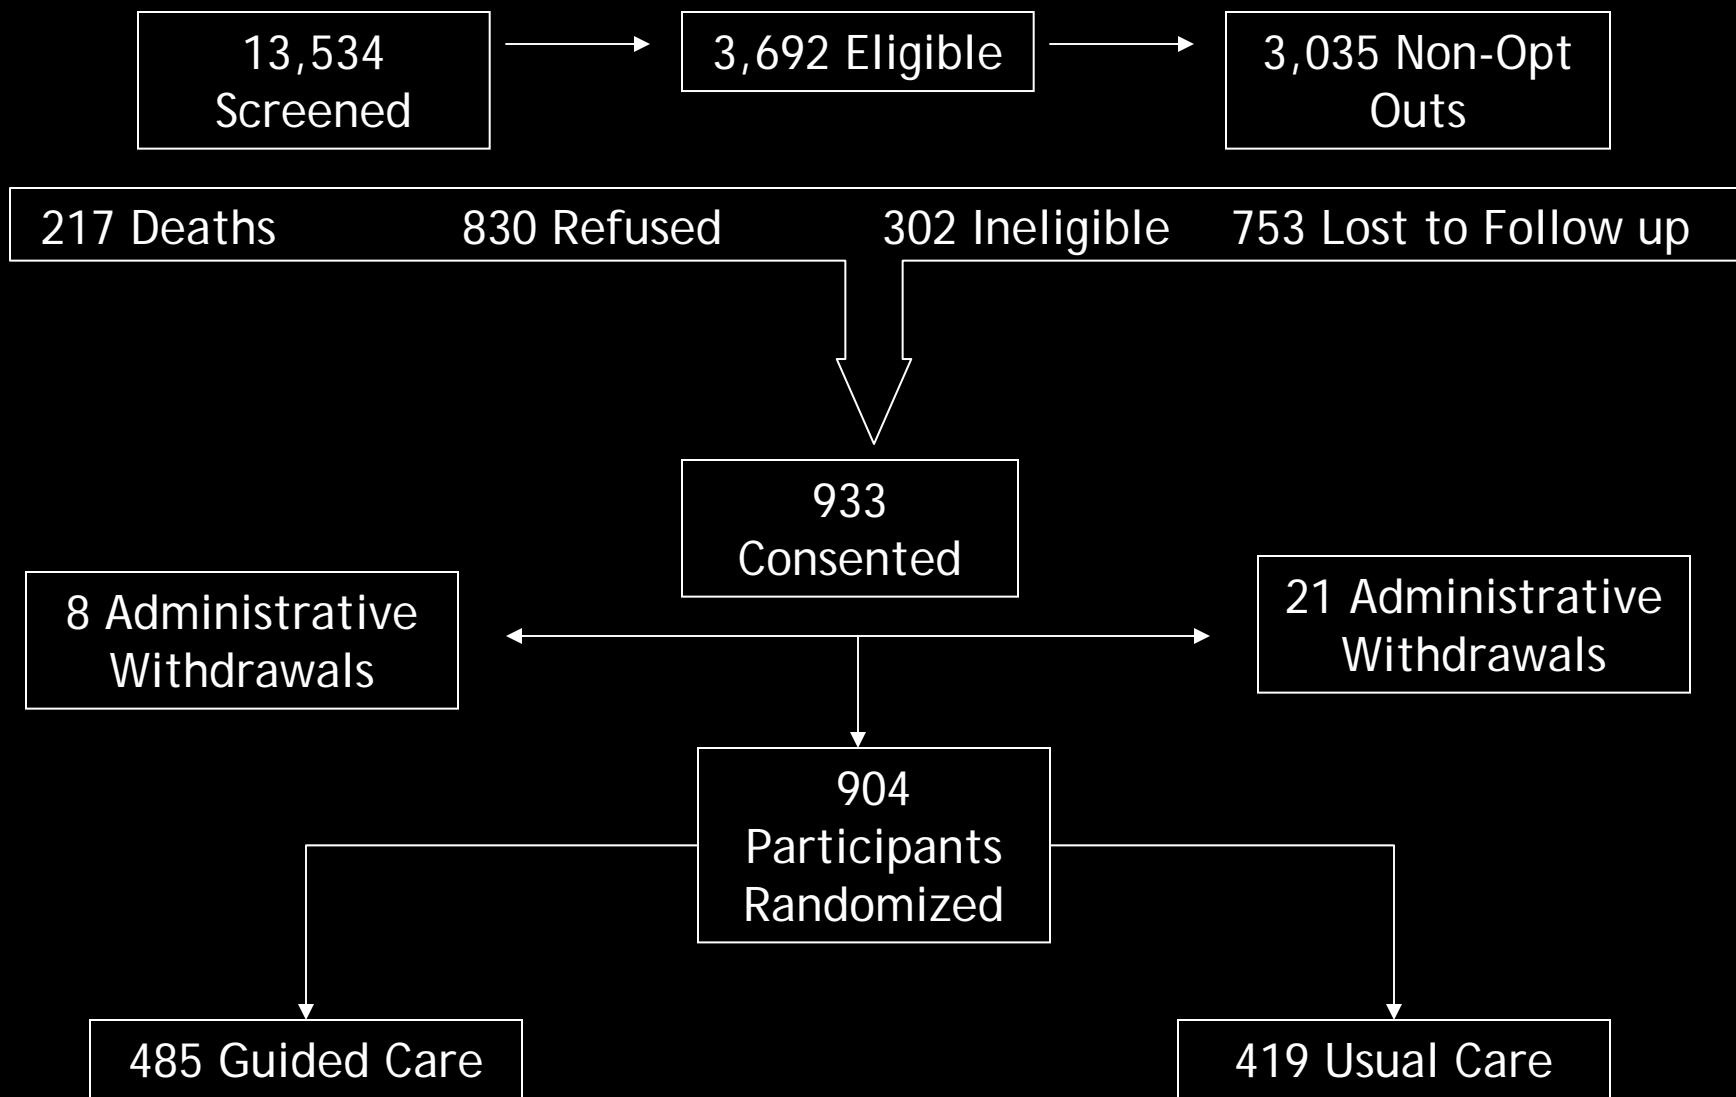 13,534
Screened
3,692 Eligible
3,035 Non-Opt
Outs
217 Deaths 830 Refused 302 Ineligible 753 Lost to Follow up
933
Consented
8 Administrative
Withdrawals
21 Administrative
Withdrawals
904
Participants
Randomized
485 Guided Care
419 Usual Care